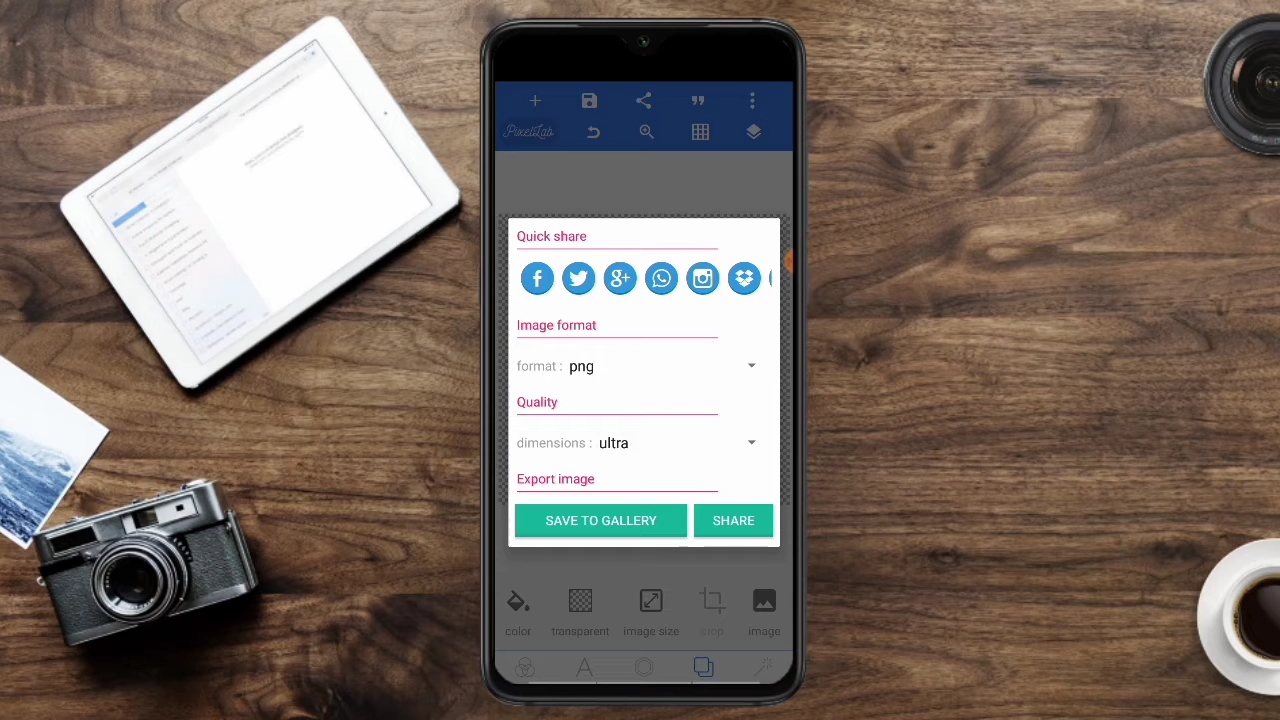 PixelLab
Quick share
Image format
format : png
Quality
dimensions : ultra
Export image
SAVE TO GALLERY SHARE
color transparent image size crop image